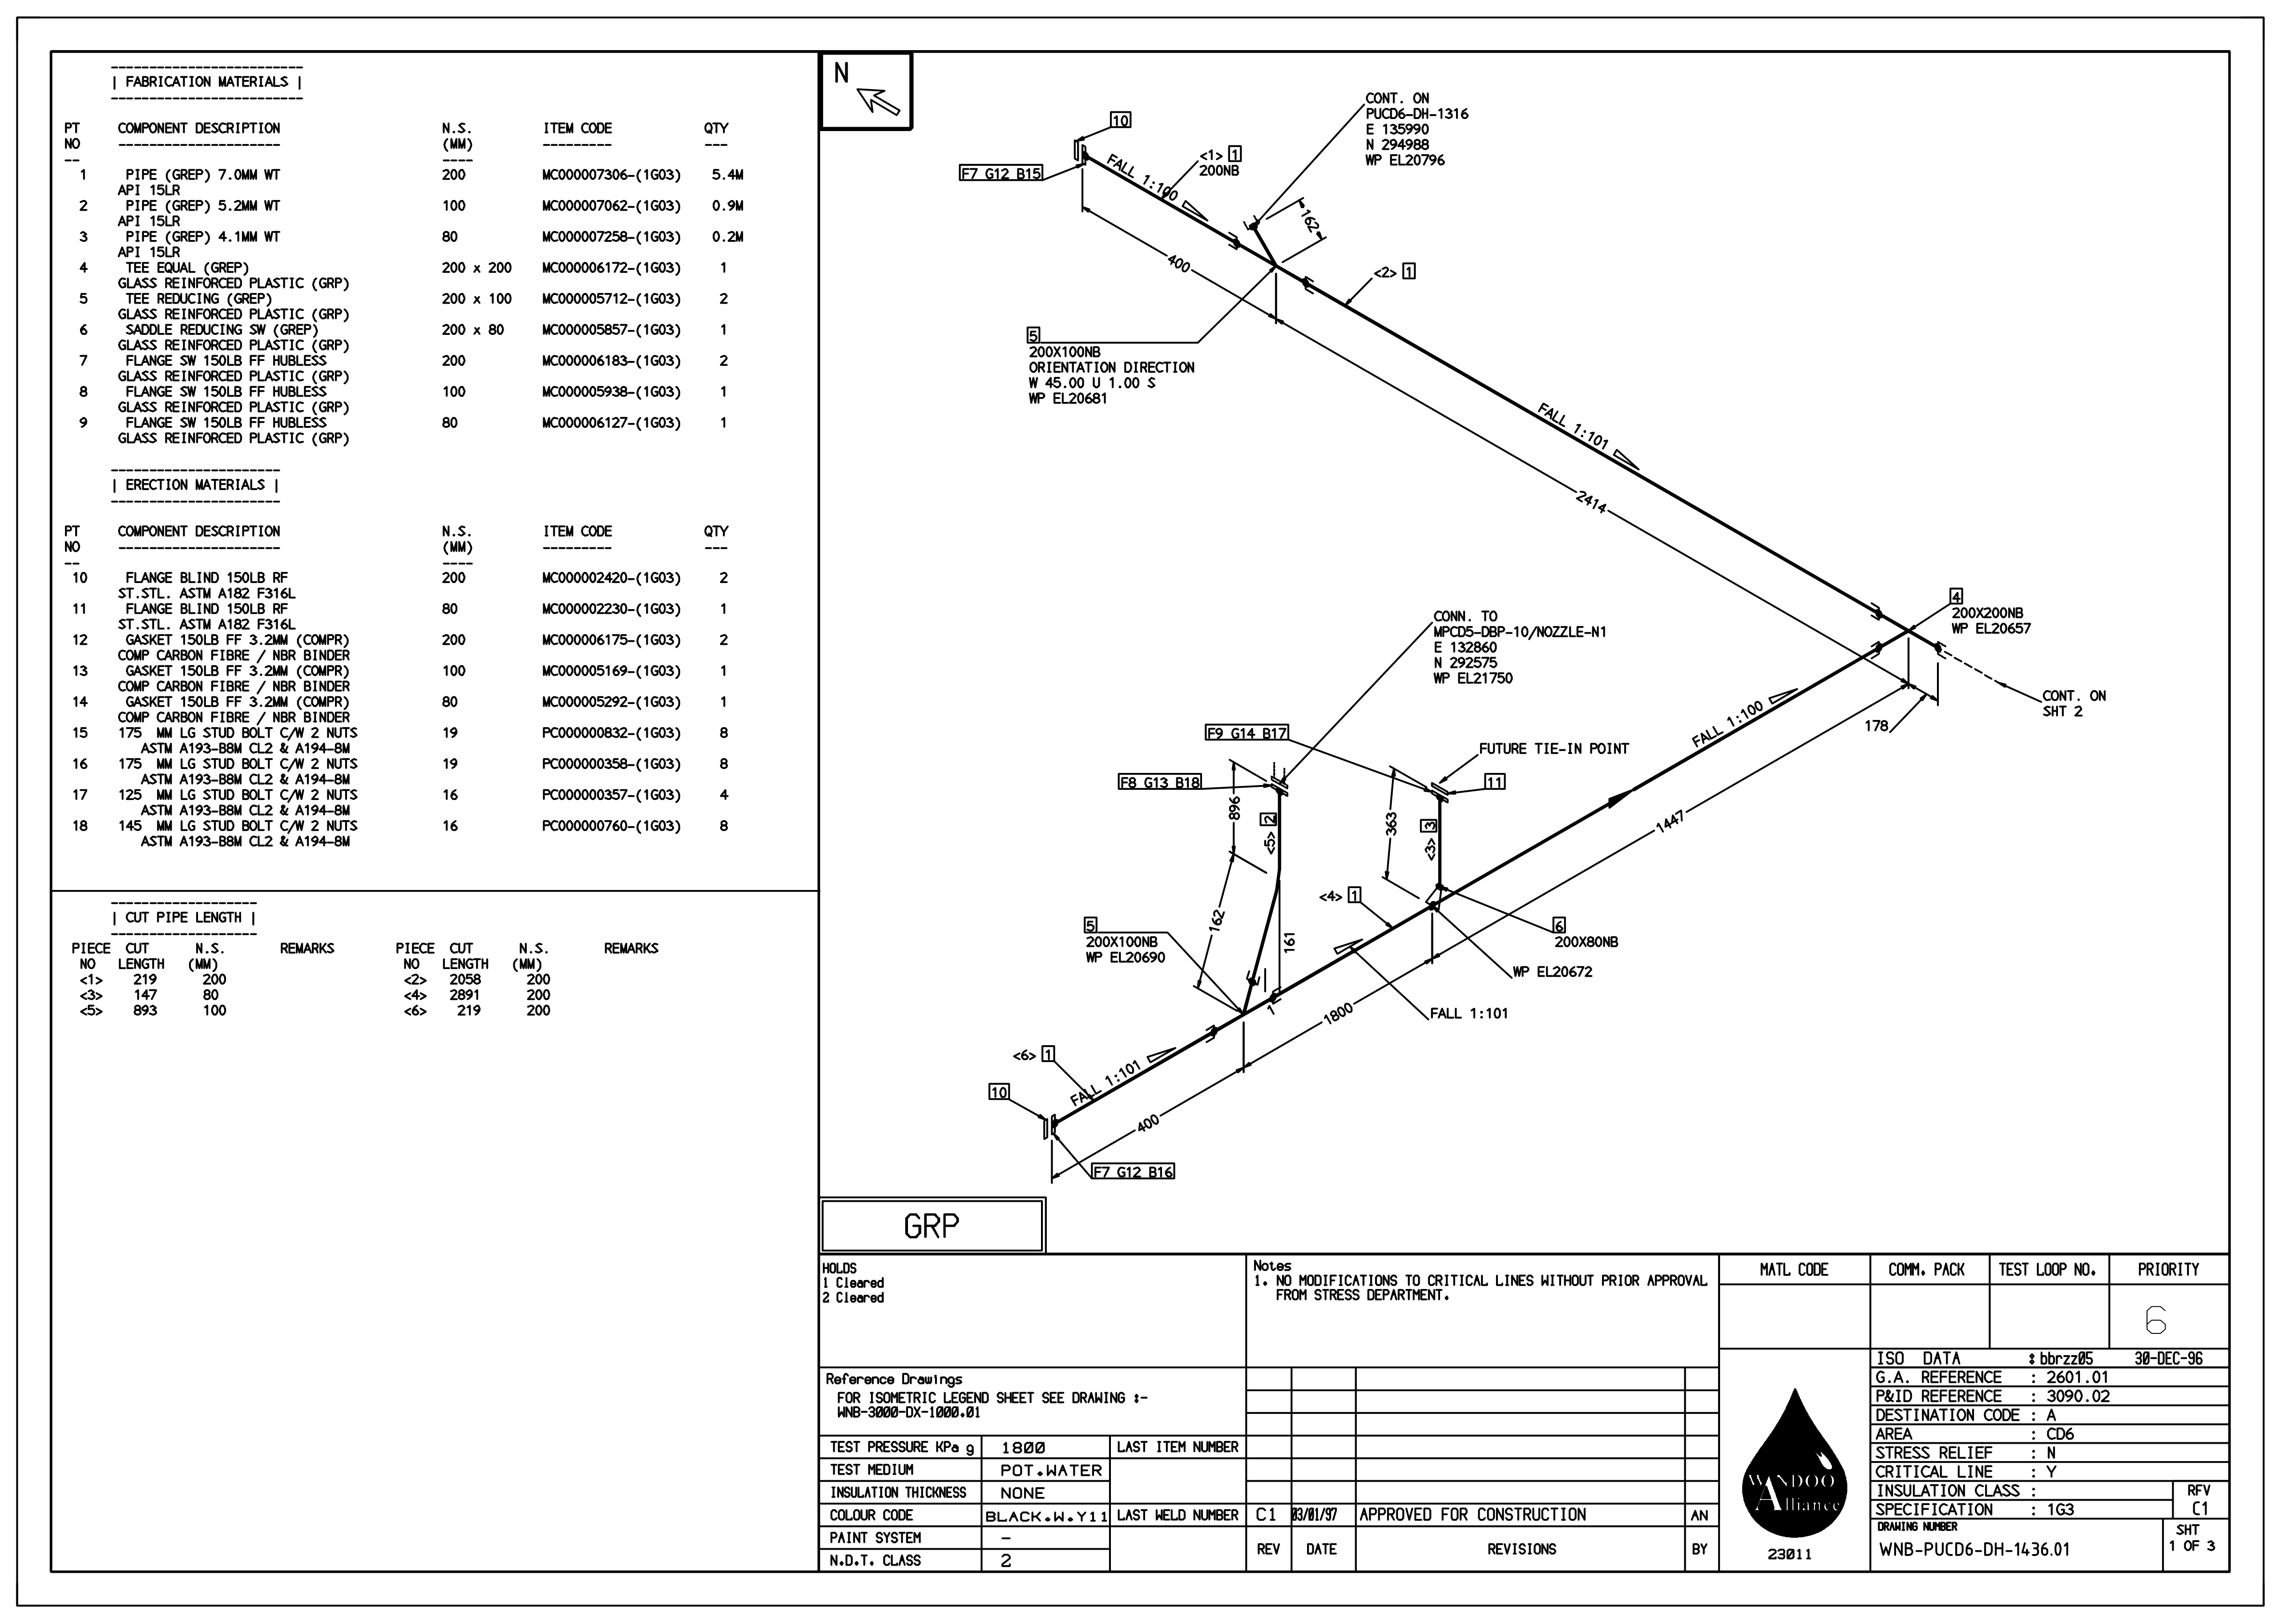 | FABRICATION MATERIALS |
PT COMPONENT DESCRIPTION N.S. ITEM CODE QTY
NO --------------------- (MM) --------- ---
-- ----
1 PIPE (GREP) 7.0MM WT 200 MC000007306-(1G03) 5.4M
API 15LR
2 PIPE (GREP) 5.2MM WT 100 MC000007062-(1G03) 0.9M
API 15LR
3 PIPE (GREP) 4.1MM WT 80 MC000007258-(1G03) 0.2M
API 15LR
4 TEE EQUAL (GREP) 200 x 200 MC000006172-(1G03) 1
GLASS REINFORCED PLASTIC (GRP)
5 TEE REDUCING (GREP) 200 x 100 MC000005712-(1G03) 2
GLASS REINFORCED PLASTIC (GRP)
6 SADDLE REDUCING SW (GREP) 200 x 80 MC000005857-(1G03) 1
GLASS REINFORCED PLASTIC (GRP)
7 FLANGE SW 150LB FF HUBLESS 200 MC000006183-(1G03) 2
GLASS REINFORCED PLASTIC (GRP)
8 FLANGE SW 150LB FF HUBLESS 100 MC000005938-(1G03) 1
GLASS REINFORCED PLASTIC (GRP)
9 FLANGE SW 150LB FF HUBLESS 80 MC000006127-(1G03) 1
GLASS REINFORCED PLASTIC (GRP)
| ERECTION MATERIALS |
PT COMPONENT DESCRIPTION N.S. ITEM CODE QTY
NO --------------------- (MM) --------- ---
-- ----
10 FLANGE BLIND 150LB RF 200 MC000002420-(1G03) 2
ST.STL. ASTM A182 F316L
11 FLANGE BLIND 150LB RF 80 MC000002230-(1G03) 1
ST.STL. ASTM A182 F316L
12 GASKET 150LB FF 3.2MM (COMPR) 200 MC000006175-(1G03) 2
COMP CARBON FIBRE / NBR BINDER
13 GASKET 150LB FF 3.2MM (COMPR) 100 MC000005169-(1G03) 1
COMP CARBON FIBRE / NBR BINDER
14 GASKET 150LB FF 3.2MM (COMPR) 80 MC000005292-(1G03) 1
COMP CARBON FIBRE / NBR BINDER
15 175 MM LG STUD BOLT C/W 2 NUTS 19 PC000000832-(1G03) 8
ASTM A193-B8M CL2 & A194-8M
16 175 MM LG STUD BOLT C/W 2 NUTS 19 PC000000358-(1G03) 8
ASTM A193-B8M CL2 & A194-8M
17 125 MM LG STUD BOLT C/W 2 NUTS 16 PC000000357-(1G03) 4
ASTM A193-B8M CL2 & A194-8M
18 145 MM LG STUD BOLT C/W 2 NUTS 16 PC000000760-(1G03) 8
ASTM A193-B8M CL2 & A194-8M
| CUT PIPE LENGTH |
PIECE CUT N.S. REMARKS PIECE CUT N.S. REMARKS
NO LENGTH (MM) NO LENGTH (MM)
<1> 219 200 <2> 2058 200
<3> 147 80 <4> 2891 200
<5> 893 100 <6> 219 200
N
10
F7 G12 B15
FALL 1:100
<1> 1
200NB
CONT. ON
PUCD6-DH-1316
E 135990
N 294988
WP EL20796
162
400
<2> 1
5
200X100NB
ORIENTATION DIRECTION
W 45.00 U 1.00 S
WP EL20681
FALL 1:101
2414
4
200X200NB
WP EL20657
CONT. ON
SHT 2
178
CONN. TO
MPCD5-DBP-10/NOZZLE-N1
E 132860
N 292575
WP EL21750
FALL 1:100
F9 G14 B17
FUTURE TIE-IN POINT
F8 G13 B18
11
896
<5> 2
363
<3> 3
1447
<4> 1
162
161
5
200X100NB
WP EL20690
6
200X80NB
WP EL20672
1
1800
FALL 1:101
<6> 1
FALL 1:101
10
400
F7 G12 B16
GRP
HOLDS
1 Cleared
2 Cleared
Notes
1. NO MODIFICATIONS TO CRITICAL LINES WITHOUT PRIOR APPROVAL
FROM STRESS DEPARTMENT.
MATL CODE COMM. PACK TEST LOOP NO. PRIORITY
6
Reference Drawings
FOR ISOMETRIC LEGEND SHEET SEE DRAWING :-
WNB-3000-DX-1000.01
TEST PRESSURE KPa g 1800 LAST ITEM NUMBER
TEST MEDIUM POT.WATER
INSULATION THICKNESS NONE
COLOUR CODE BLACK.W.Y11 LAST WELD NUMBER
PAINT SYSTEM -
N.D.T. CLASS 2
C1 03/01/97 APPROVED FOR CONSTRUCTION AN
REV DATE REVISIONS BY
WANDOO
Alliance
23011
ISO DATA : bbrzz05 30-DEC-96
G.A. REFERENCE : 2601.01
P&ID REFERENCE : 3090.02
DESTINATION CODE : A
AREA : CD6
STRESS RELIEF : N
CRITICAL LINE : Y
INSULATION CLASS :
SPECIFICATION : 1G3
RFV
C1
DRAWING NUMBER
WNB-PUCD6-DH-1436.01
SHT
1 OF 3